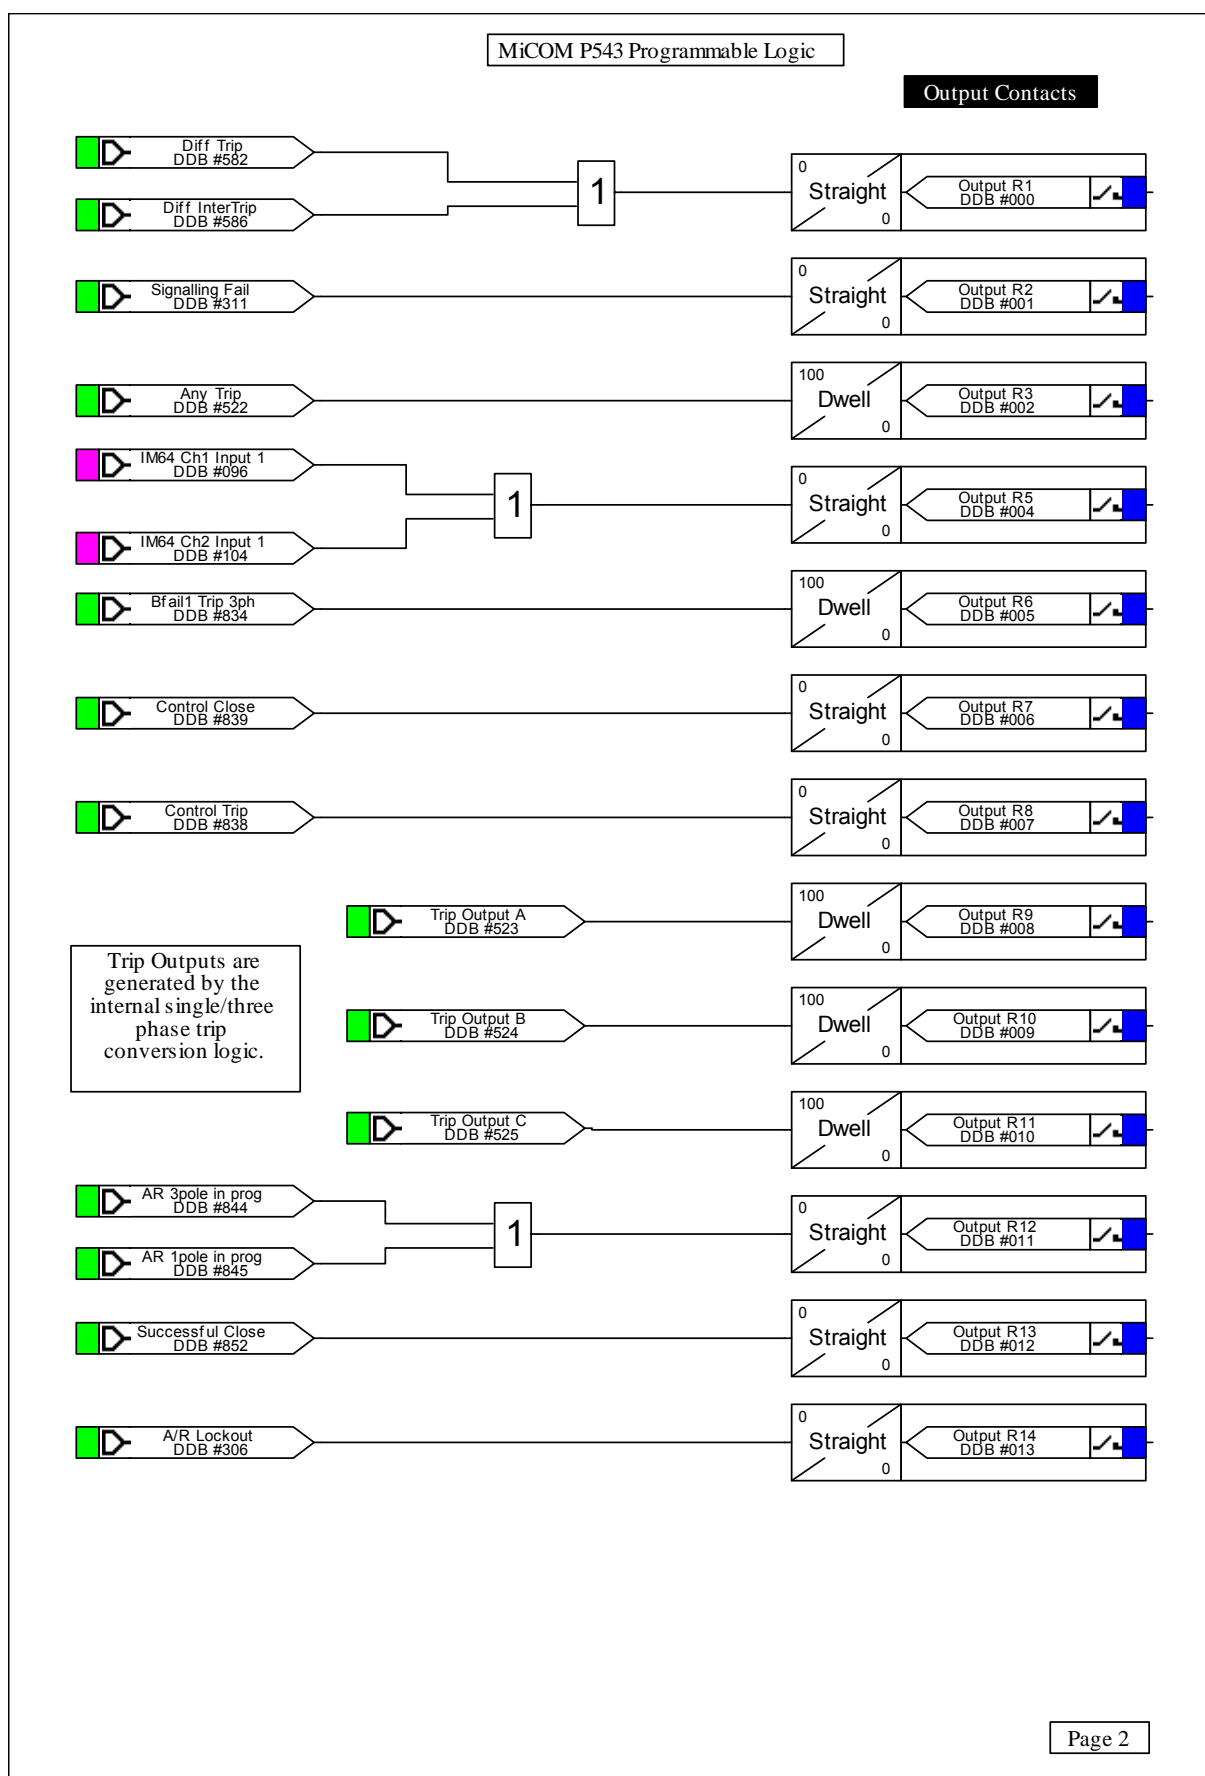 MiCOM P543 Programmable Logic
Output Contacts
Diff Trip
DDB #582
Diff InterTrip
DDB #586
1
0
Straight
0
Output R1
DDB #000
Signalling Fail
DDB #311
0
Straight
0
Output R2
DDB #001
Any Trip
DDB #522
100
Dwell
0
Output R3
DDB #002
IM64 Ch1 Input 1
DDB #096
IM64 Ch2 Input 1
DDB #104
1
0
Straight
0
Output R5
DDB #004
Bfail1 Trip 3ph
DDB #834
100
Dwell
0
Output R6
DDB #005
Control Close
DDB #839
0
Straight
0
Output R7
DDB #006
Control Trip
DDB #838
0
Straight
0
Output R8
DDB #007
Trip Output A
DDB #523
100
Dwell
0
Output R9
DDB #008
Trip Outputs are
generated by the
internal single/three
phase trip
conversion logic.
Trip Output B
DDB #524
100
Dwell
0
Output R10
DDB #009
Trip Output C
DDB #525
100
Dwell
0
Output R11
DDB #010
AR 3pole in prog
DDB #844
AR 1pole in prog
DDB #845
1
0
Straight
0
Output R12
DDB #011
Successful Close
DDB #852
0
Straight
0
Output R13
DDB #012
A/R Lockout
DDB #306
0
Straight
0
Output R14
DDB #013
Page 2